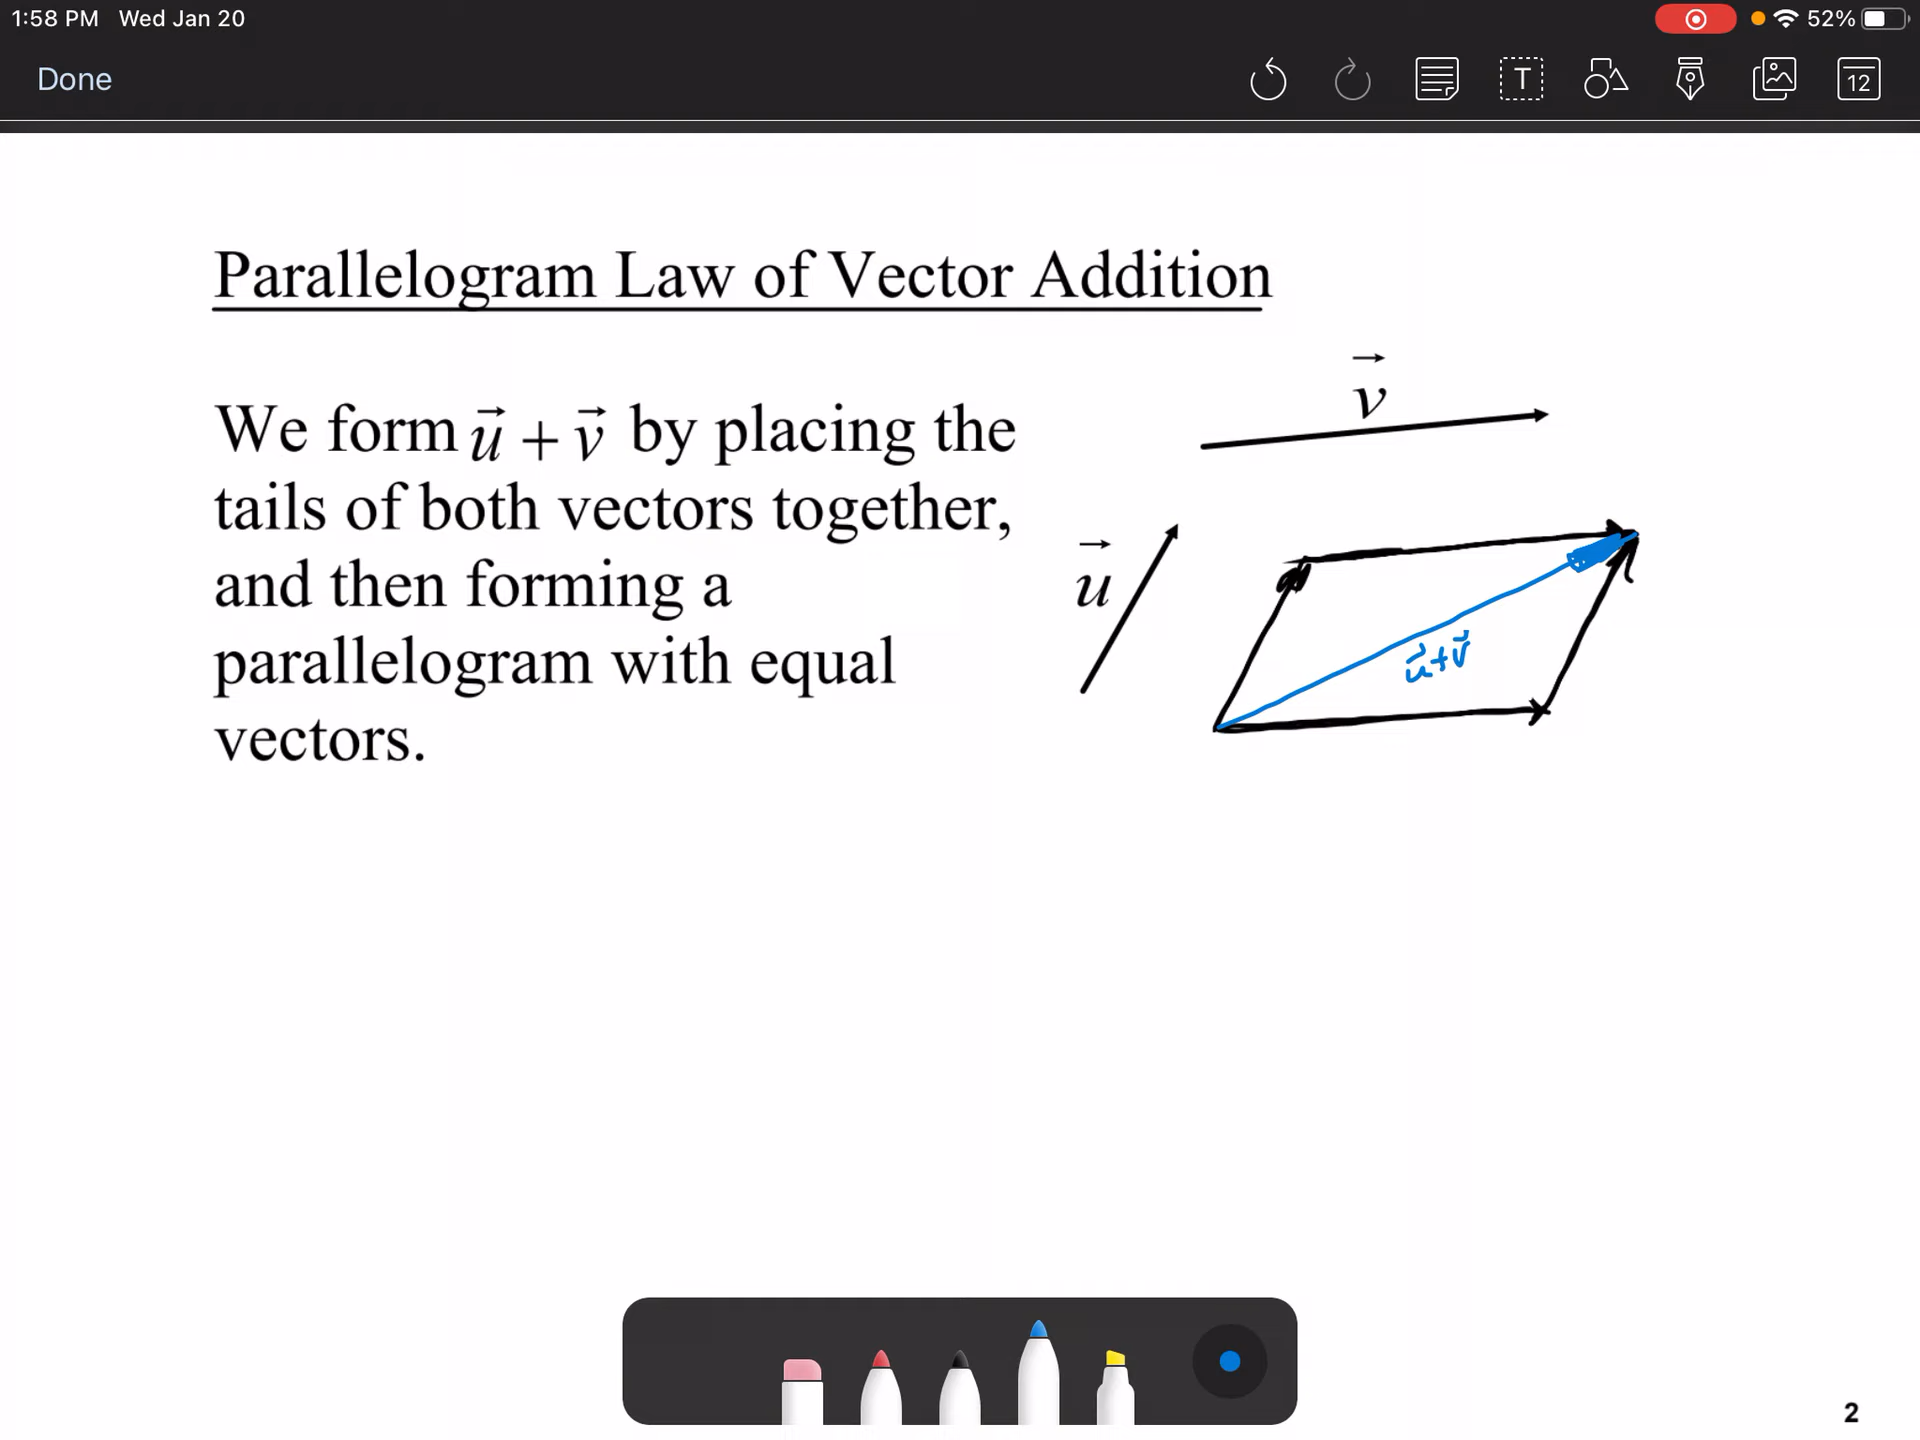 1:58 PM Wed Jan 20
52%
Done
T
12
Parallelogram Law of Vector Addition
We form u⃗ + v⃗ by placing the
tails of both vectors together,
and then forming a
parallelogram with equal
vectors.
v⃗
u⃗
u⃗+v⃗
2